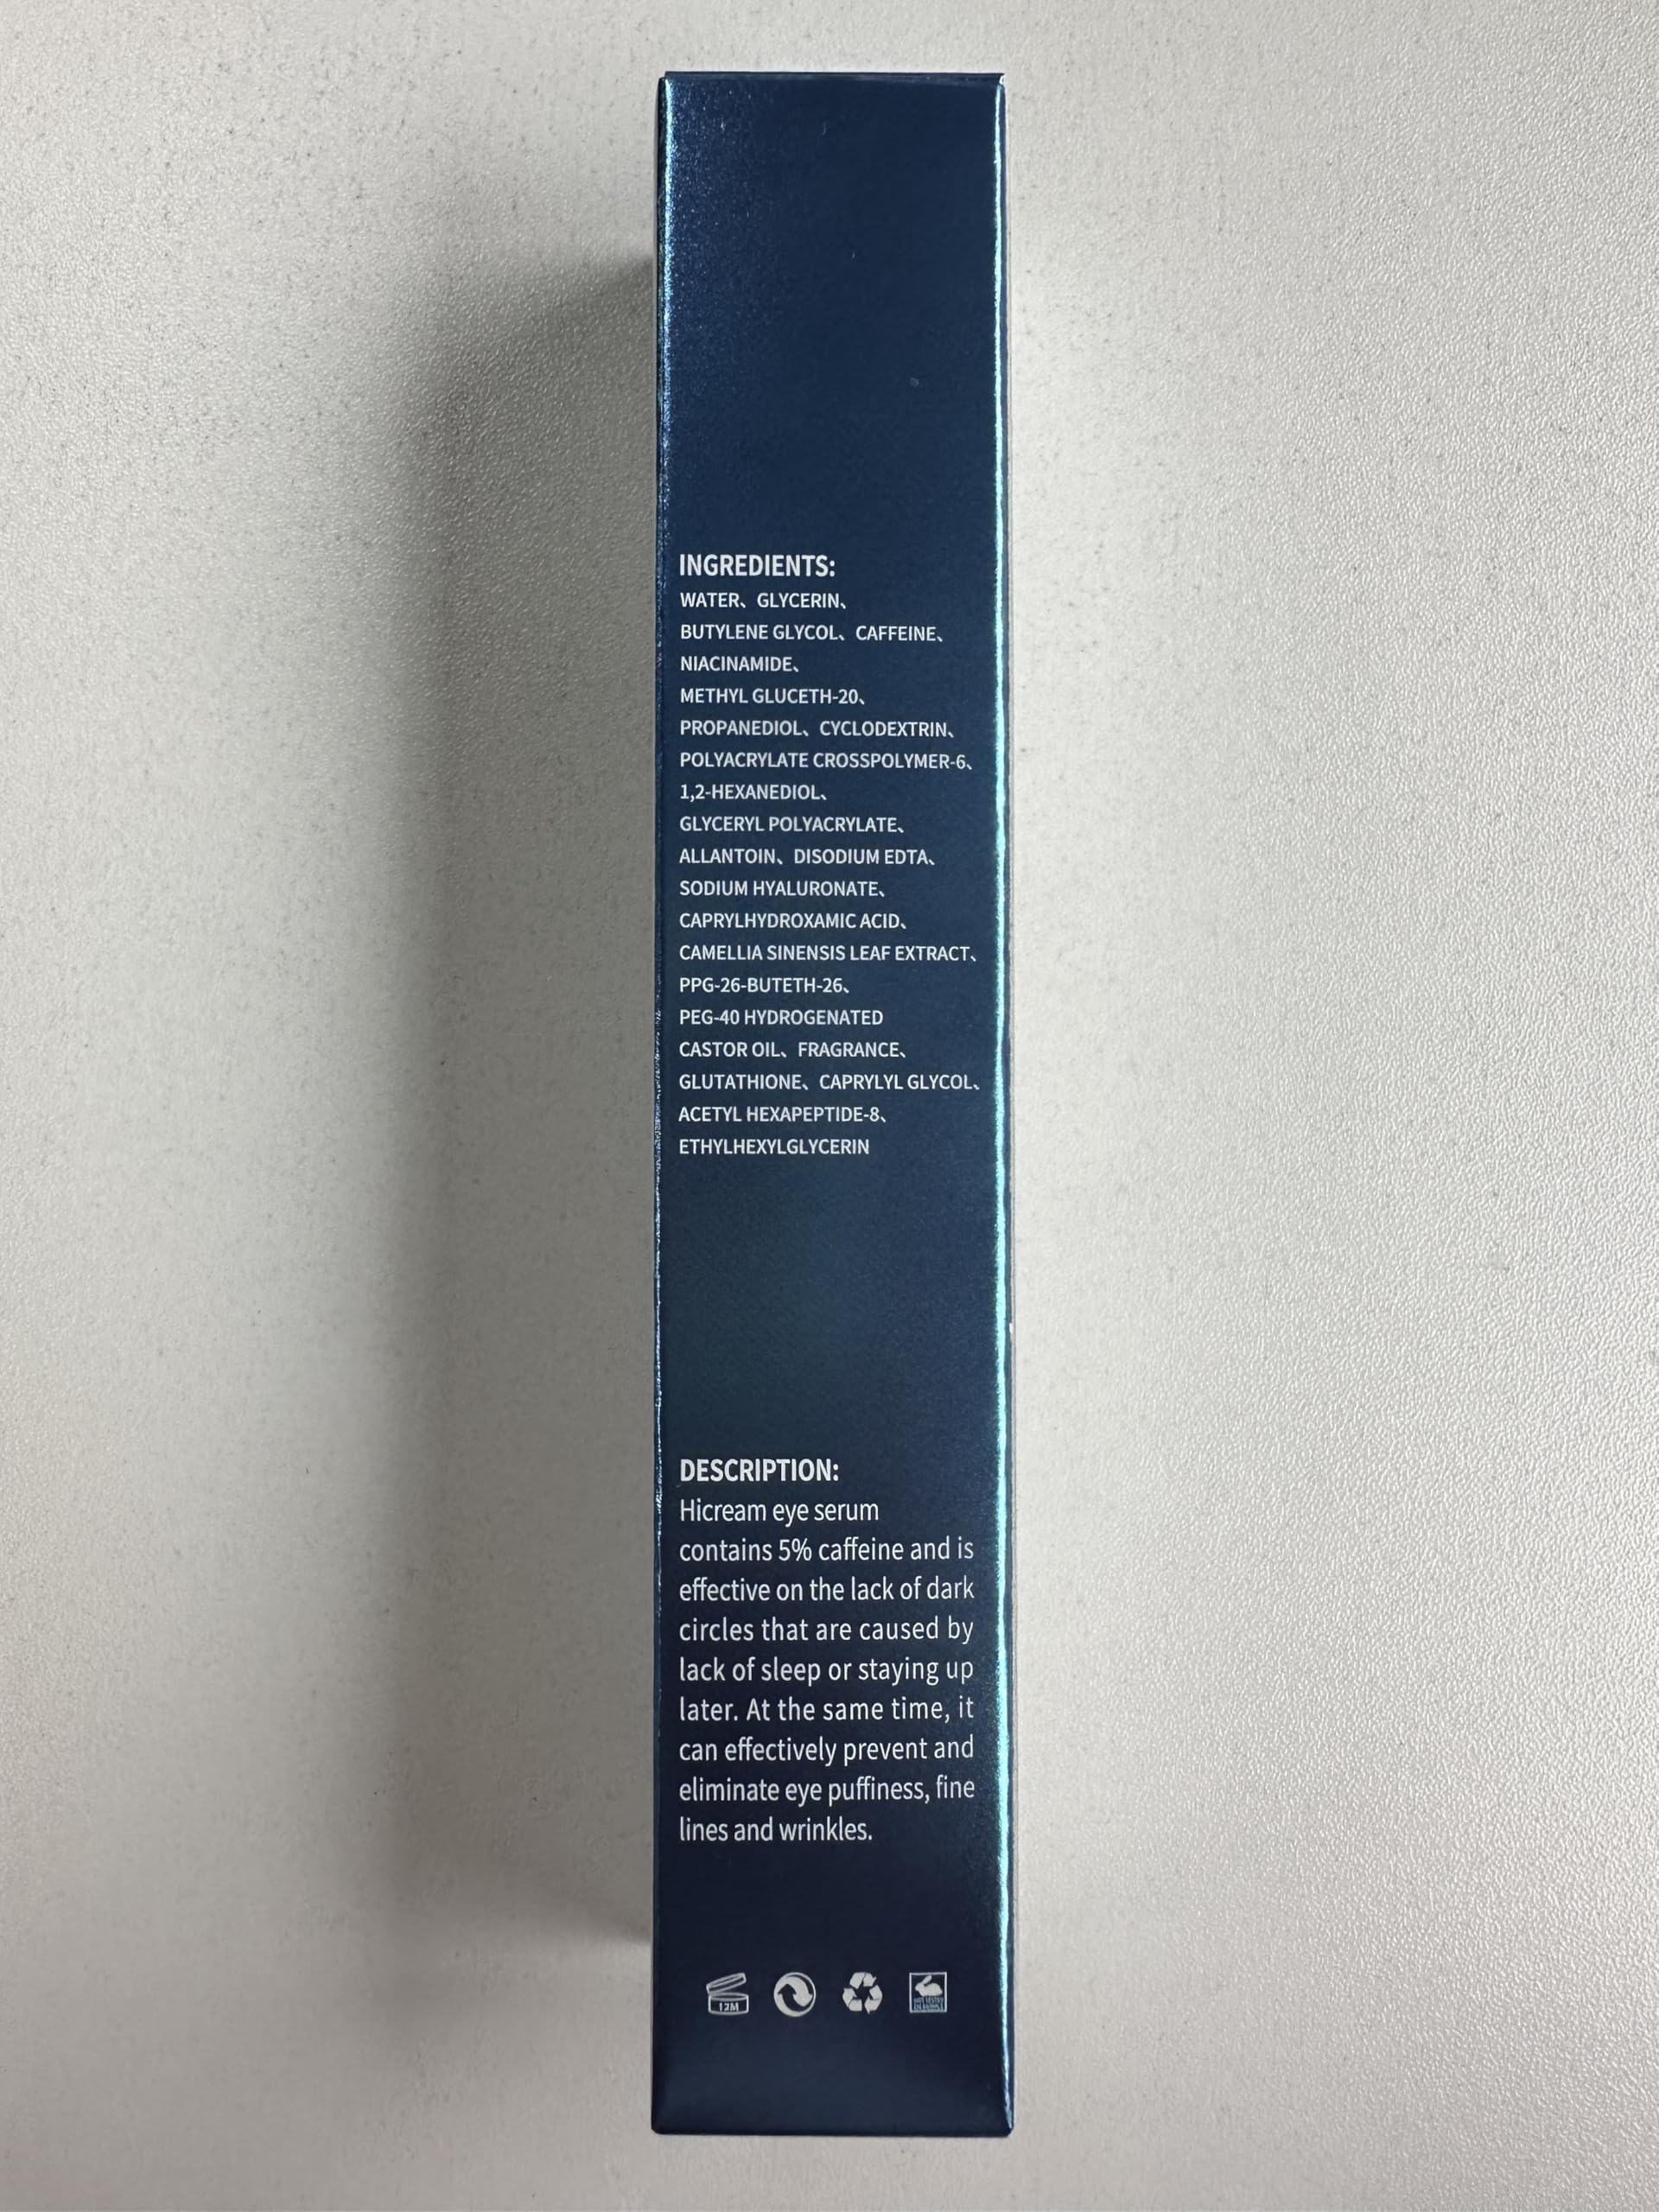 INGREDIENTS:
WATER、GLYCERIN、
BUTYLENE GLYCOL、CAFFEINE、
NIACINAMIDE、
METHYL GLUCETH-20、
PROPANEDIOL、CYCLODEXTRIN、
POLYACRYLATE CROSSPOLYMER-6、
1,2-HEXANEDIOL、
GLYCERYL POLYACRYLATE、
ALLANTOIN、DISODIUM EDTA、
SODIUM HYALURONATE、
CAPRYLHYDROXAMIC ACID、
CAMELLIA SINENSIS LEAF EXTRACT、
PPG-26-BUTETH-26、
PEG-40 HYDROGENATED
CASTOR OIL、FRAGRANCE、
GLUTATHIONE、CAPRYLYL GLYCOL、
ACETYL HEXAPEPTIDE-8、
ETHYLHEXYLGLYCERIN
DESCRIPTION:
Hicream eye serum
contains 5% caffeine and is
effective on the lack of dark
circles that are caused by
lack of sleep or staying up
later. At the same time, it
can effectively prevent and
eliminate eye puffiness, fine
lines and wrinkles.
12M